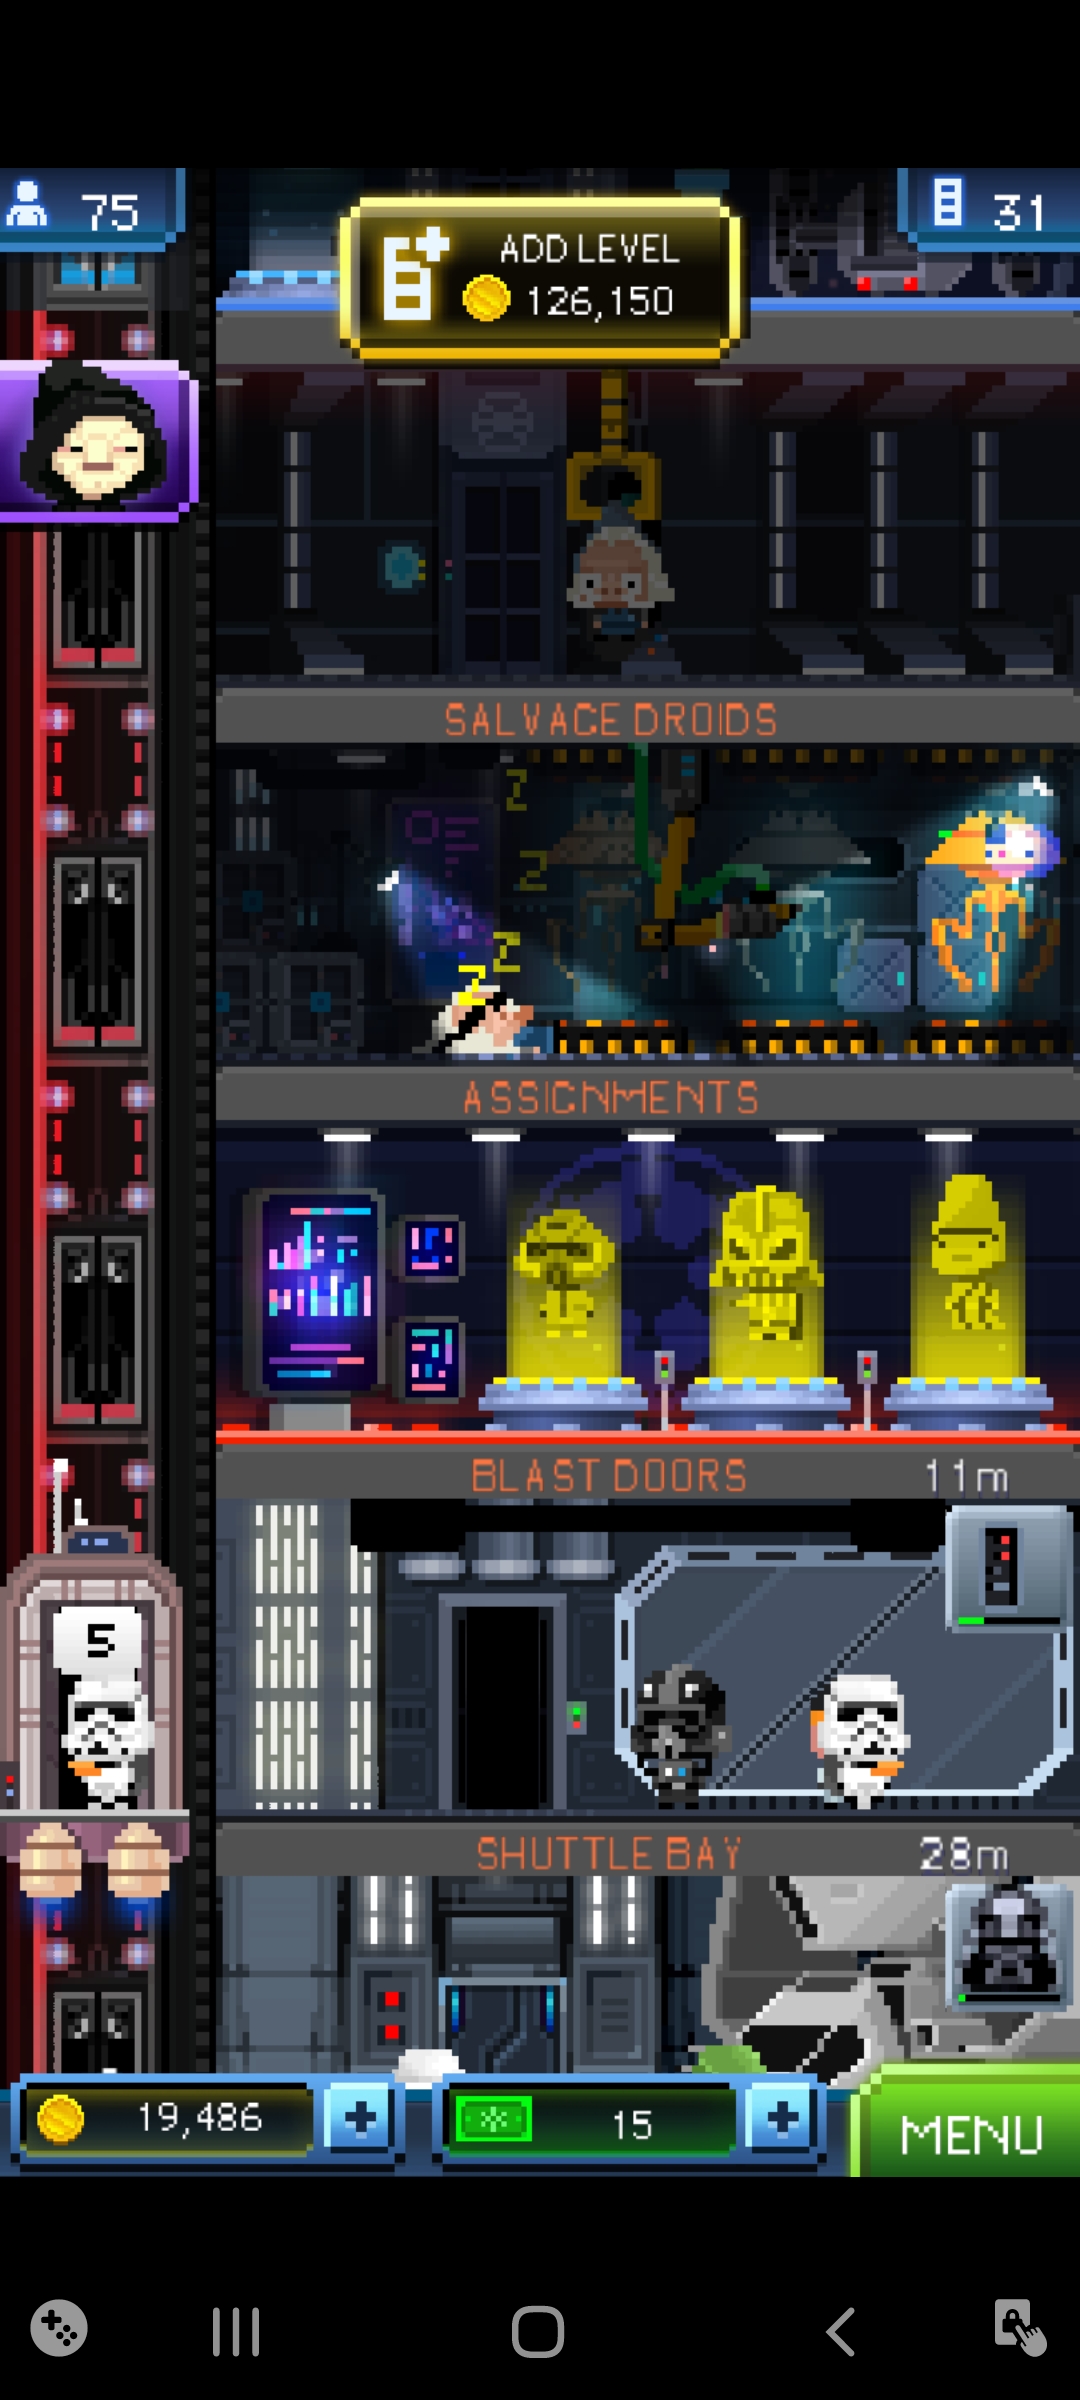 75
31
ADD LEVEL
126,150
SALVAGE DROIDS
Z
Z
Z
Z
ASSIGNMENTS
BLAST DOORS 11m
5
SHUTTLE BAY 28m
19,486
15
MENU